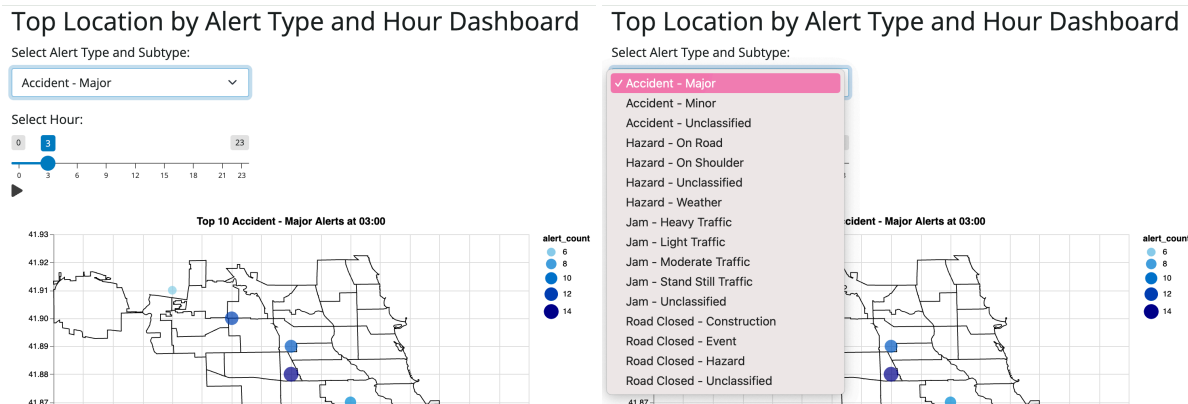 Top Location by Alert Type and Hour Dashboard
Select Alert Type and Subtype:
Accident - Major
Select Hour:
0 3 23
0 3 6 9 12 15 18 21 23
Top 10 Accident - Major Alerts at 03:00
41.93
41.92
41.91
41.90
41.89
41.88
41.87
alert_count
6
8
10
12
14
Top Location by Alert Type and Hour Dashboard
Select Alert Type and Subtype:
✓ Accident - Major
Accident - Minor
Accident - Unclassified
Hazard - On Road
Hazard - On Shoulder
Hazard - Unclassified
Hazard - Weather
Jam - Heavy Traffic
Jam - Light Traffic
Jam - Moderate Traffic
Jam - Stand Still Traffic
Jam - Unclassified
Road Closed - Construction
Road Closed - Event
Road Closed - Hazard
Road Closed - Unclassified
cident - Major Alerts at 03:00
41.87
alert_count
6
8
10
12
14